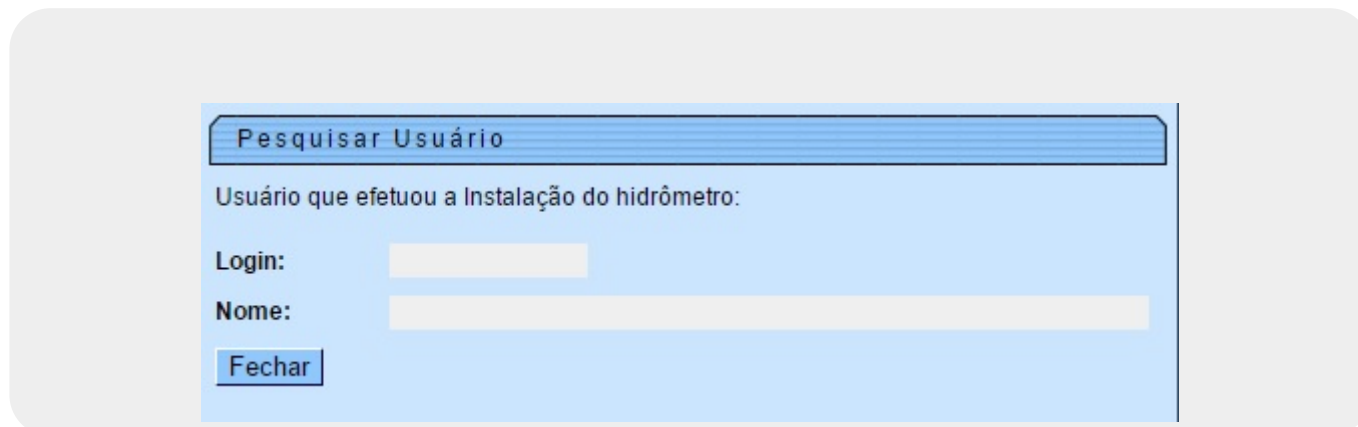 Pesquisar Usuário
Usuário que efetuou a Instalação do hidrômetro:
Login:
Nome:
Fechar